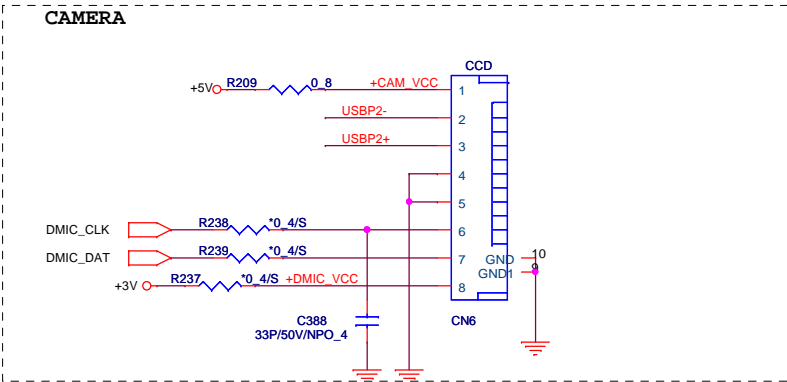 CAMERA
CCD
+5V R209 0_8 +CAM_VCC 1
USBP2- 2
USBP2+ 3
4
5
DMIC_CLK R238 *0_4/S 6
DMIC_DAT R239 *0_4/S 7
GND 10
GND1 9
+3V R237 *0_4/S +DMIC_VCC 8
C388
33P/50V/NPO_4
CN6